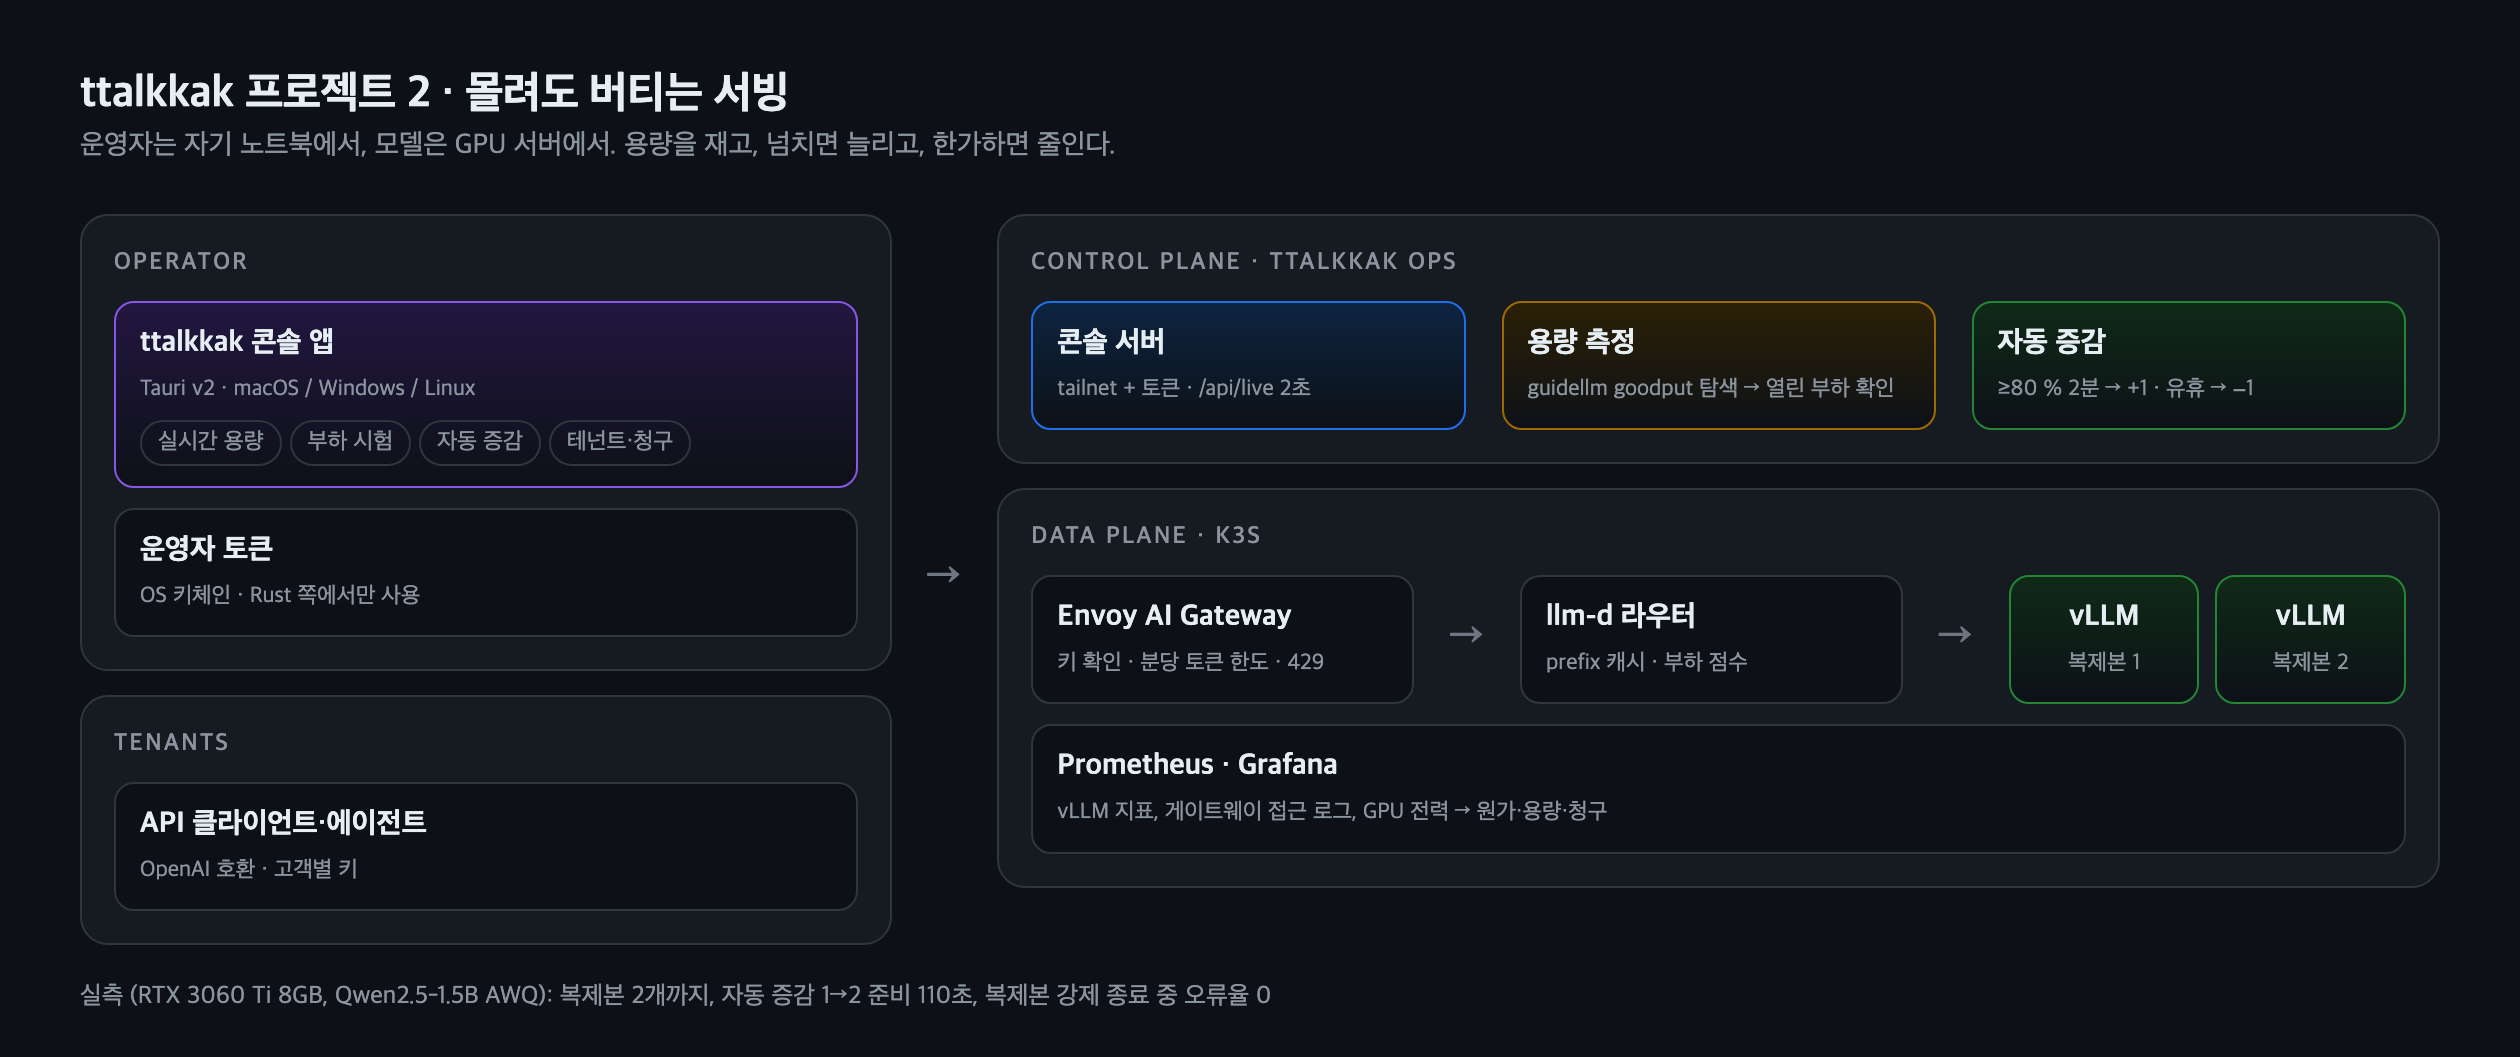 ttalkkak 프로젝트 2 · 몰려도 버티는 서빙
운영자는 자기 노트북에서, 모델은 GPU 서버에서. 용량을 재고, 넘치면 늘리고, 한가하면 줄인다.
OPERATOR
ttalkkak 콘솔 앱
Tauri v2 · macOS / Windows / Linux
실시간 용량
부하 시험
자동 증감
테넌트·청구
운영자 토큰
OS 키체인 · Rust 쪽에서만 사용
TENANTS
API 클라이언트·에이전트
OpenAI 호환 · 고객별 키
→
CONTROL PLANE · TTALKKAK OPS
콘솔 서버
tailnet + 토큰 · /api/live 2초
용량 측정
guidellm goodput 탐색 → 열린 부하 확인
자동 증감
≥80 % 2분 → +1 · 유휴 → −1
DATA PLANE · K3S
Envoy AI Gateway
키 확인 · 분당 토큰 한도 · 429
→
llm-d 라우터
prefix 캐시 · 부하 점수
→
vLLM
복제본 1
vLLM
복제본 2
Prometheus · Grafana
vLLM 지표, 게이트웨이 접근 로그, GPU 전력 → 원가·용량·청구
실측 (RTX 3060 Ti 8GB, Qwen2.5-1.5B AWQ): 복제본 2개까지, 자동 증감 1→2 준비 110초, 복제본 강제 종료 중 오류율 0